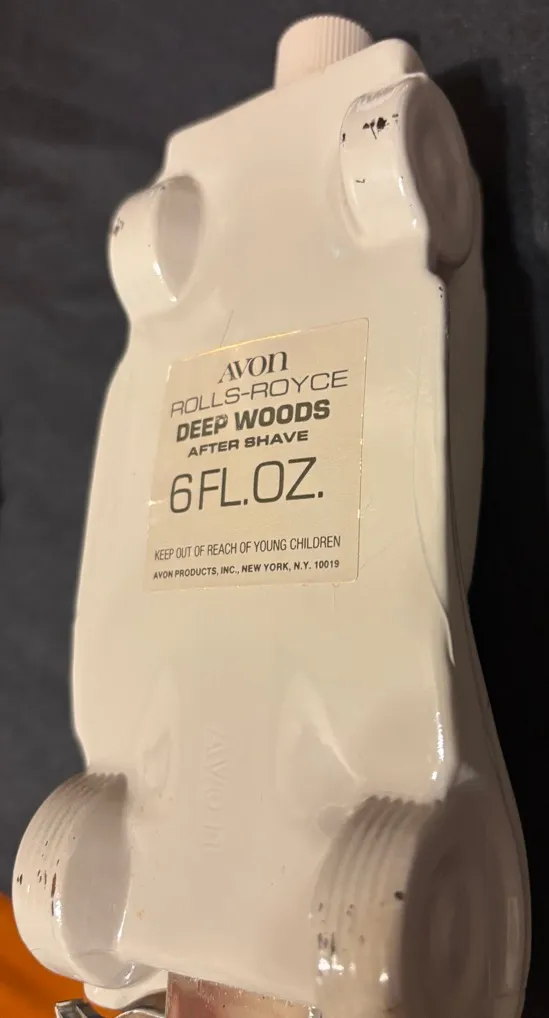 AVON
ROLLS-ROYCE
DEEP WOODS
AFTER SHAVE
6 FL.OZ.
KEEP OUT OF REACH OF YOUNG CHILDREN
AVON PRODUCTS, INC., NEW YORK, N.Y. 10019
AVON